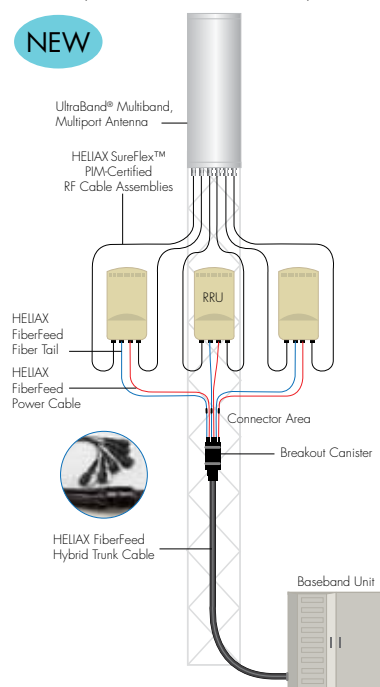 NEW
UltraBand® Multiband,
Multiport Antenna
HELIAX SureFlex™
PIM-Certified
RF Cable Assemblies
RRU
HELIAX
FiberFeed
Fiber Tail
HELIAX
FiberFeed
Power Cable
Connector Area
Breakout Canister
HELIAX FiberFeed
Hybrid Trunk Cable
Baseband Unit